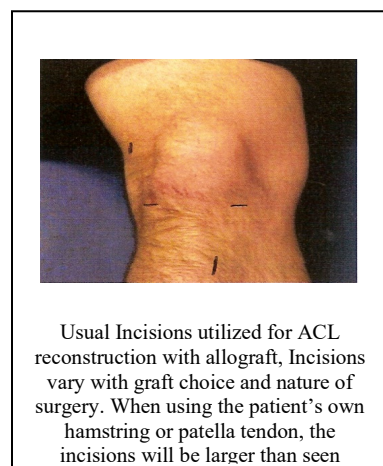 Usual Incisions utilized for ACL
reconstruction with allograft, Incisions
vary with graft choice and nature of
surgery. When using the patient’s own
hamstring or patella tendon, the
incisions will be larger than seen